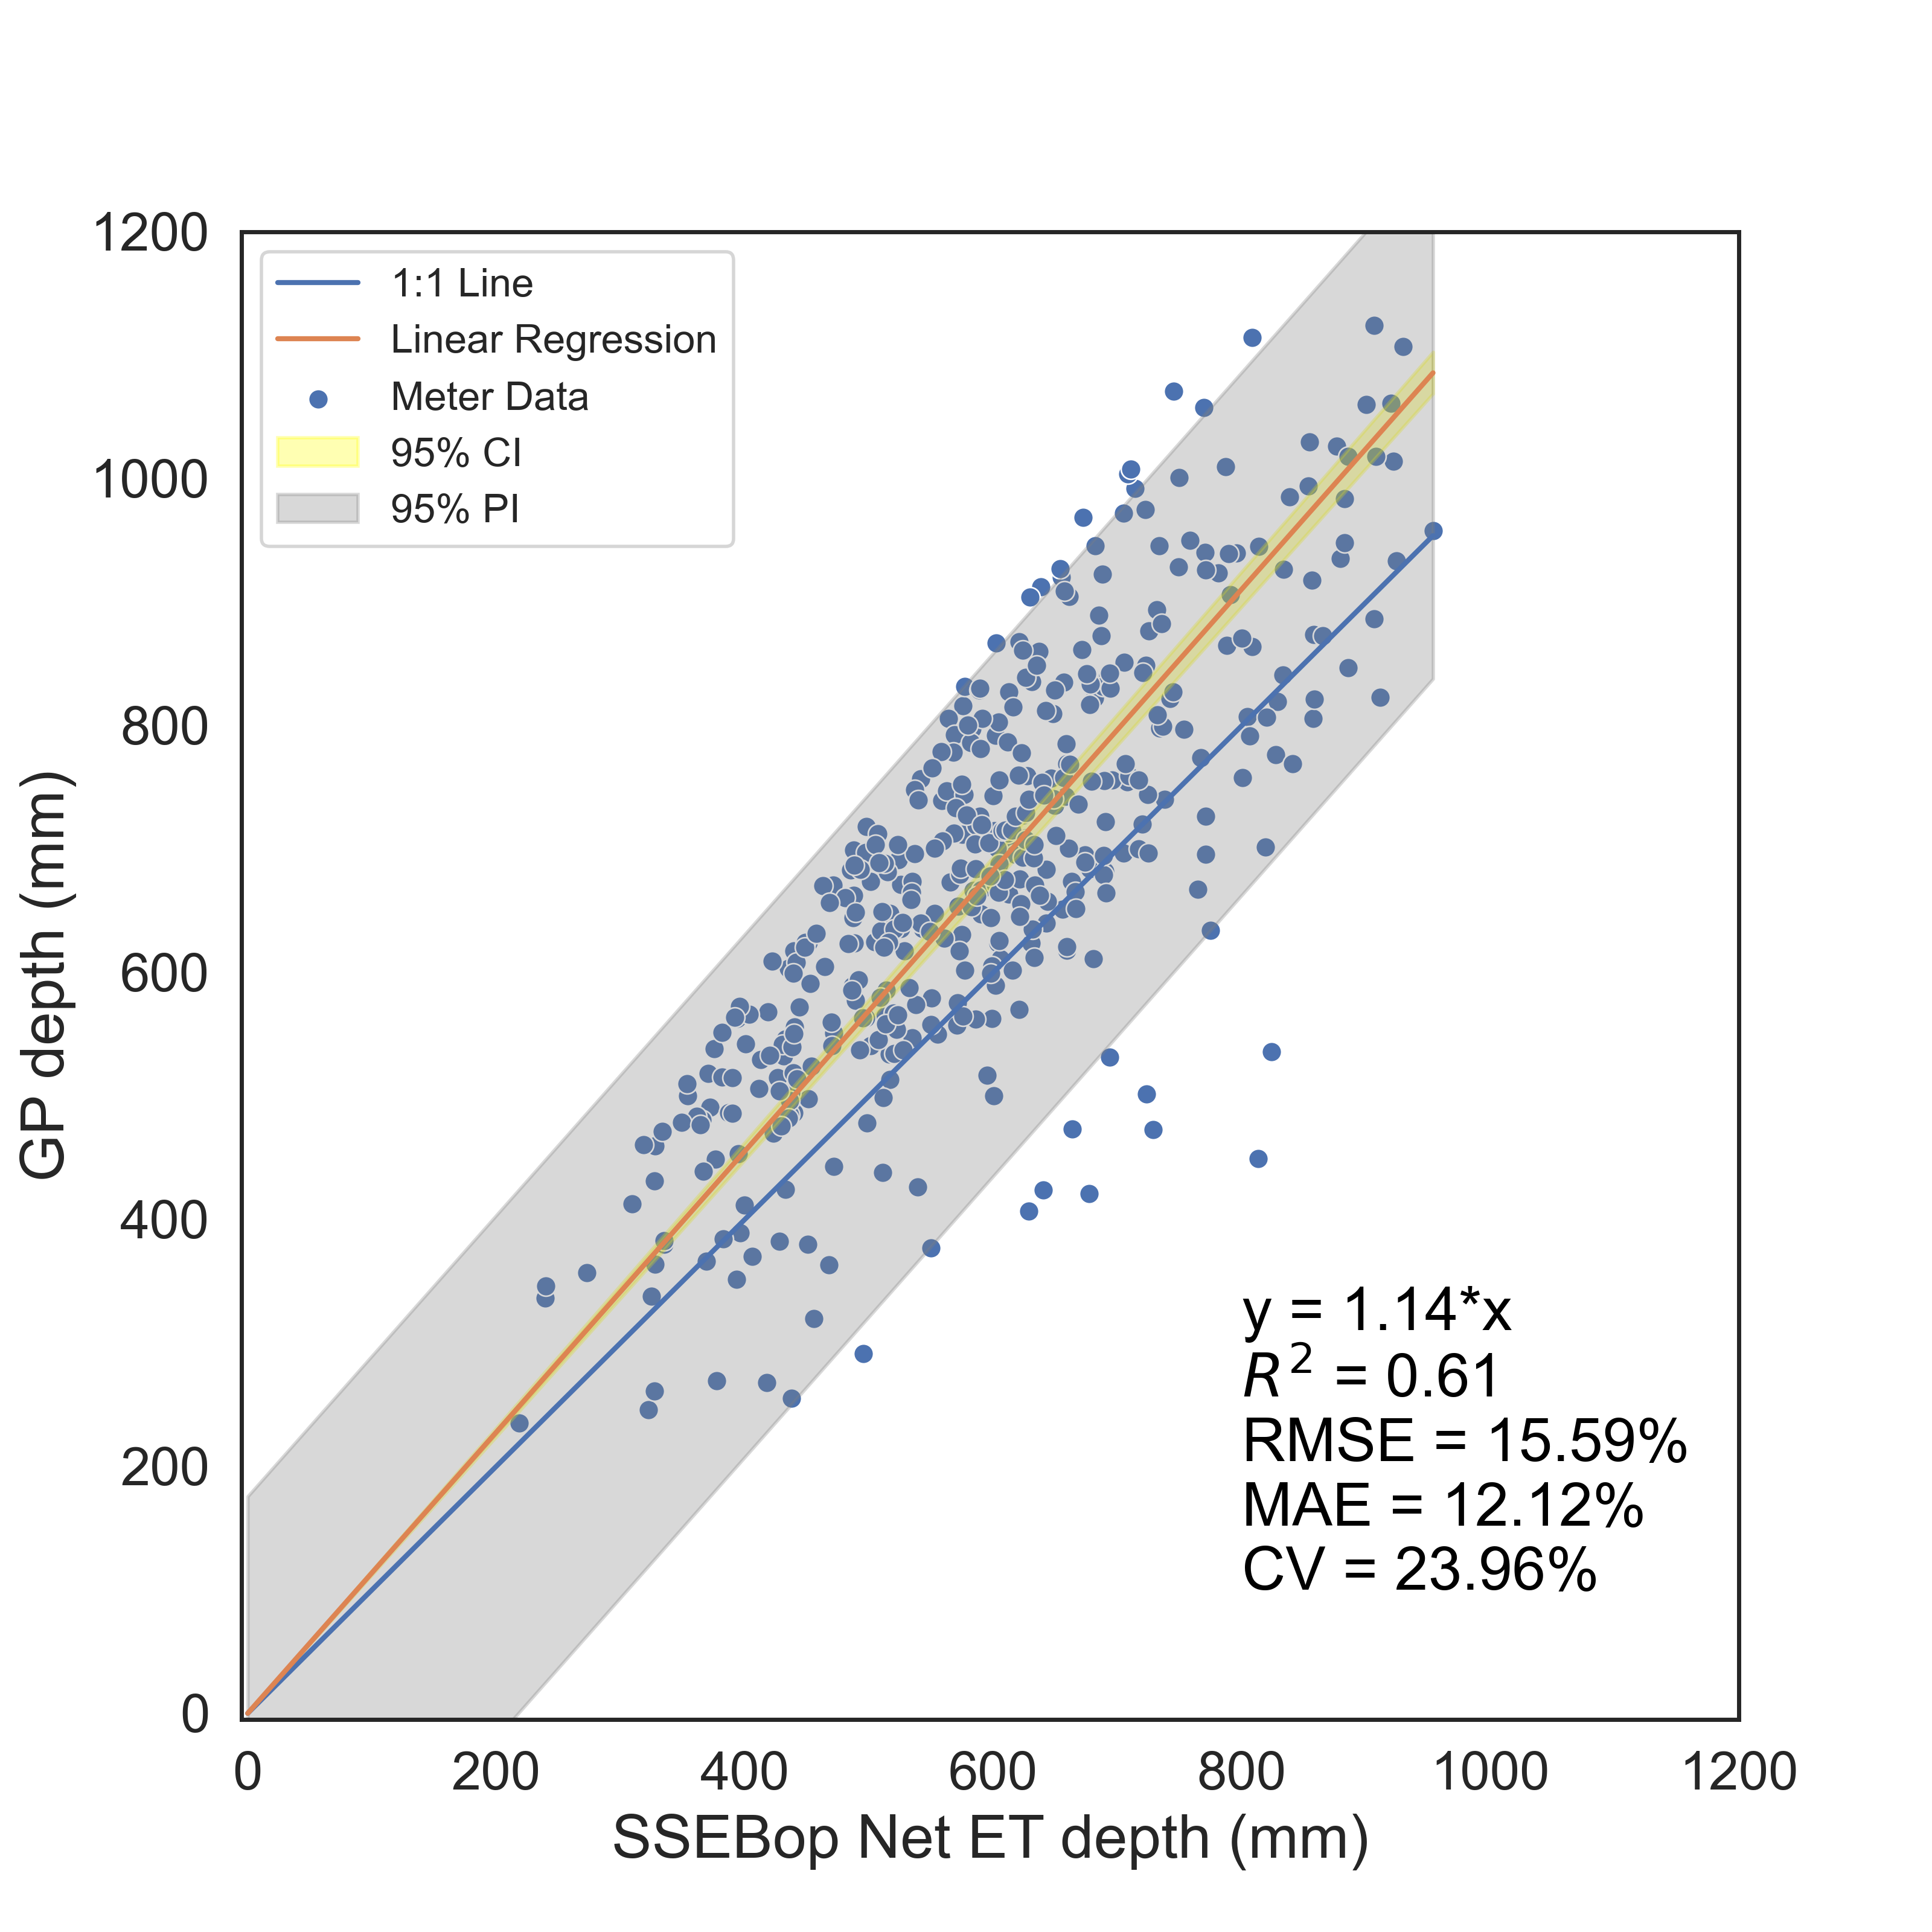 1200
1000
800
600
400
200
0
GP depth (mm)
1:1 Line
Linear Regression
Meter Data
95% CI
95% PI
y = 1.14*x
R² = 0.61
RMSE = 15.59%
MAE = 12.12%
CV = 23.96%
0 200 400 600 800 1000 1200
SSEBop Net ET depth (mm)